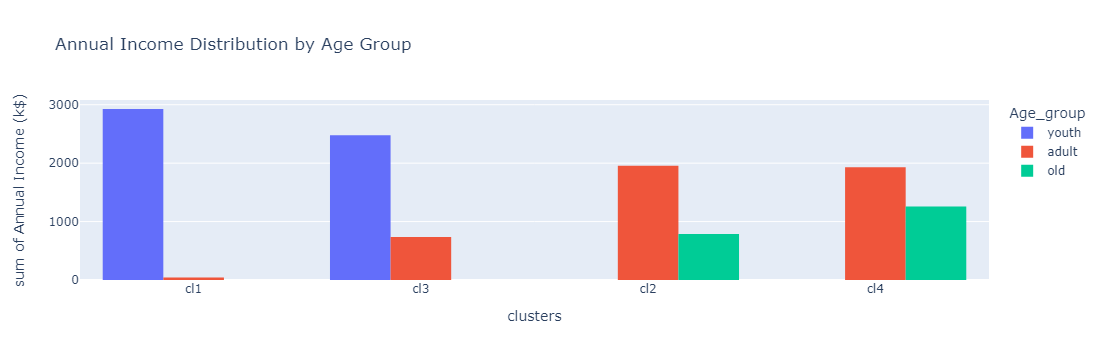 Annual Income Distribution by Age Group
sum of Annual Income (k$)
3000
2000
1000
0
cl1
cl3
cl2
cl4
clusters
Age_group
youth
adult
old